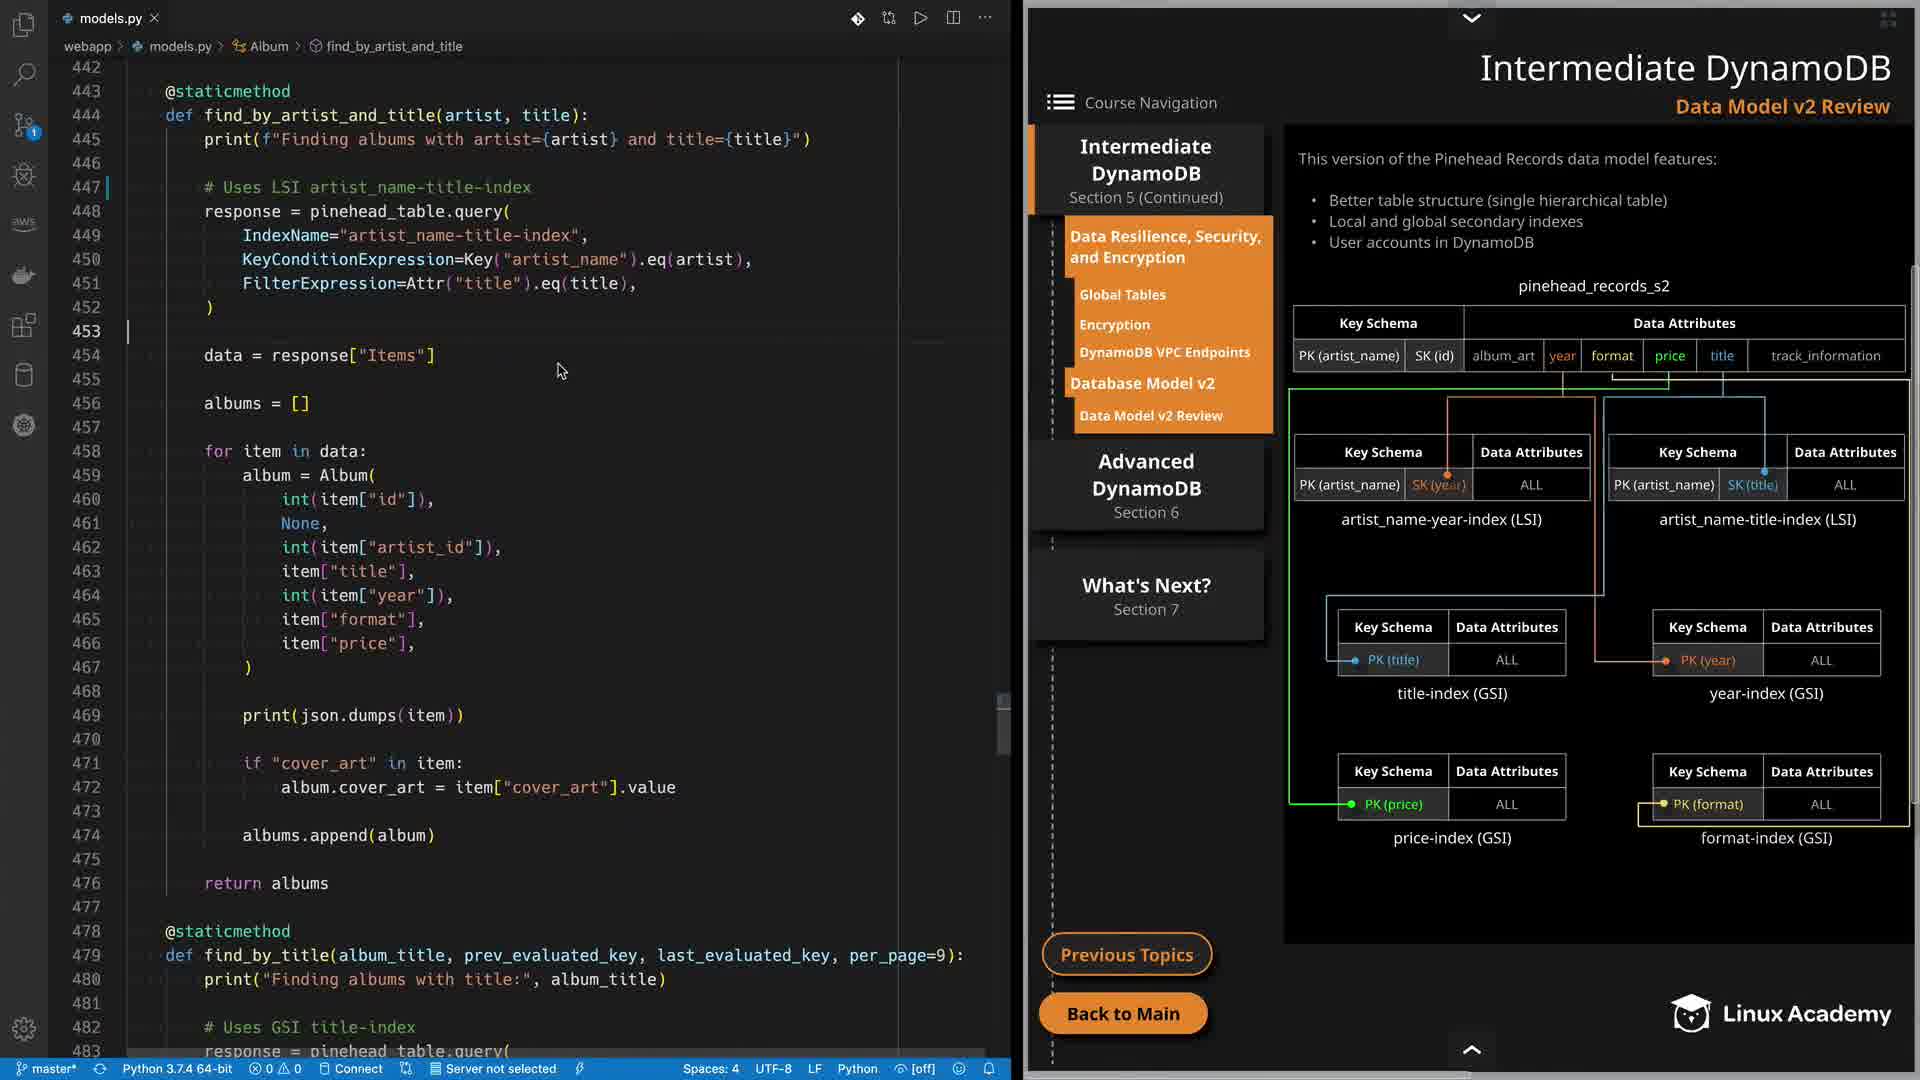 models.py
webapp > models.py > Album > find_by_artist_and_title
442
443 @staticmethod
444 def find_by_artist_and_title(artist, title):
445 print(f"Finding albums with artist={artist} and title={title}")
446
447 # Uses LSI artist_name-title-index
448 response = pinehead_table.query(
449 IndexName="artist_name-title-index",
450 KeyConditionExpression=Key("artist_name").eq(artist),
451 FilterExpression=Attr("title").eq(title),
452 )
453
454 data = response["Items"]
455
456 albums = []
457
458 for item in data:
459 album = Album(
460 int(item["id"]),
461 None,
462 int(item["artist_id"]),
463 item["title"],
464 int(item["year"]),
465 item["format"],
466 item["price"],
467 )
468
469 print(json.dumps(item))
470
471 if "cover_art" in item:
472 album.cover_art = item["cover_art"].value
473
474 albums.append(album)
475
476 return albums
477
478 @staticmethod
479 def find_by_title(album_title, prev_evaluated_key, last_evaluated_key, per_page=9):
480 print("Finding albums with title:", album_title)
481
482 # Uses GSI title-index
483 response = pinehead_table.query(
1
aws
master* Python 3.7.4 64-bit 0 0 Connect Server not selected Spaces: 4 UTF-8 LF Python [off]
Intermediate DynamoDB
Data Model v2 Review
Course Navigation
Intermediate
DynamoDB
Section 5 (Continued)
Data Resilience, Security,
and Encryption
Global Tables
Encryption
DynamoDB VPC Endpoints
Database Model v2
Data Model v2 Review
Advanced
DynamoDB
Section 6
What's Next?
Section 7
Previous Topics
Back to Main
This version of the Pinehead Records data model features:
• Better table structure (single hierarchical table)
• Local and global secondary indexes
• User accounts in DynamoDB
pinehead_records_s2
Key Schema Data Attributes
PK (artist_name) SK (id) album_art year format price title track_information
Key Schema Data Attributes
PK (artist_name) SK (year) ALL
artist_name-year-index (LSI)
Key Schema Data Attributes
PK (artist_name) SK (title) ALL
artist_name-title-index (LSI)
Key Schema Data Attributes
PK (title) ALL
title-index (GSI)
Key Schema Data Attributes
PK (year) ALL
year-index (GSI)
Key Schema Data Attributes
PK (price) ALL
price-index (GSI)
Key Schema Data Attributes
PK (format) ALL
format-index (GSI)
Linux Academy